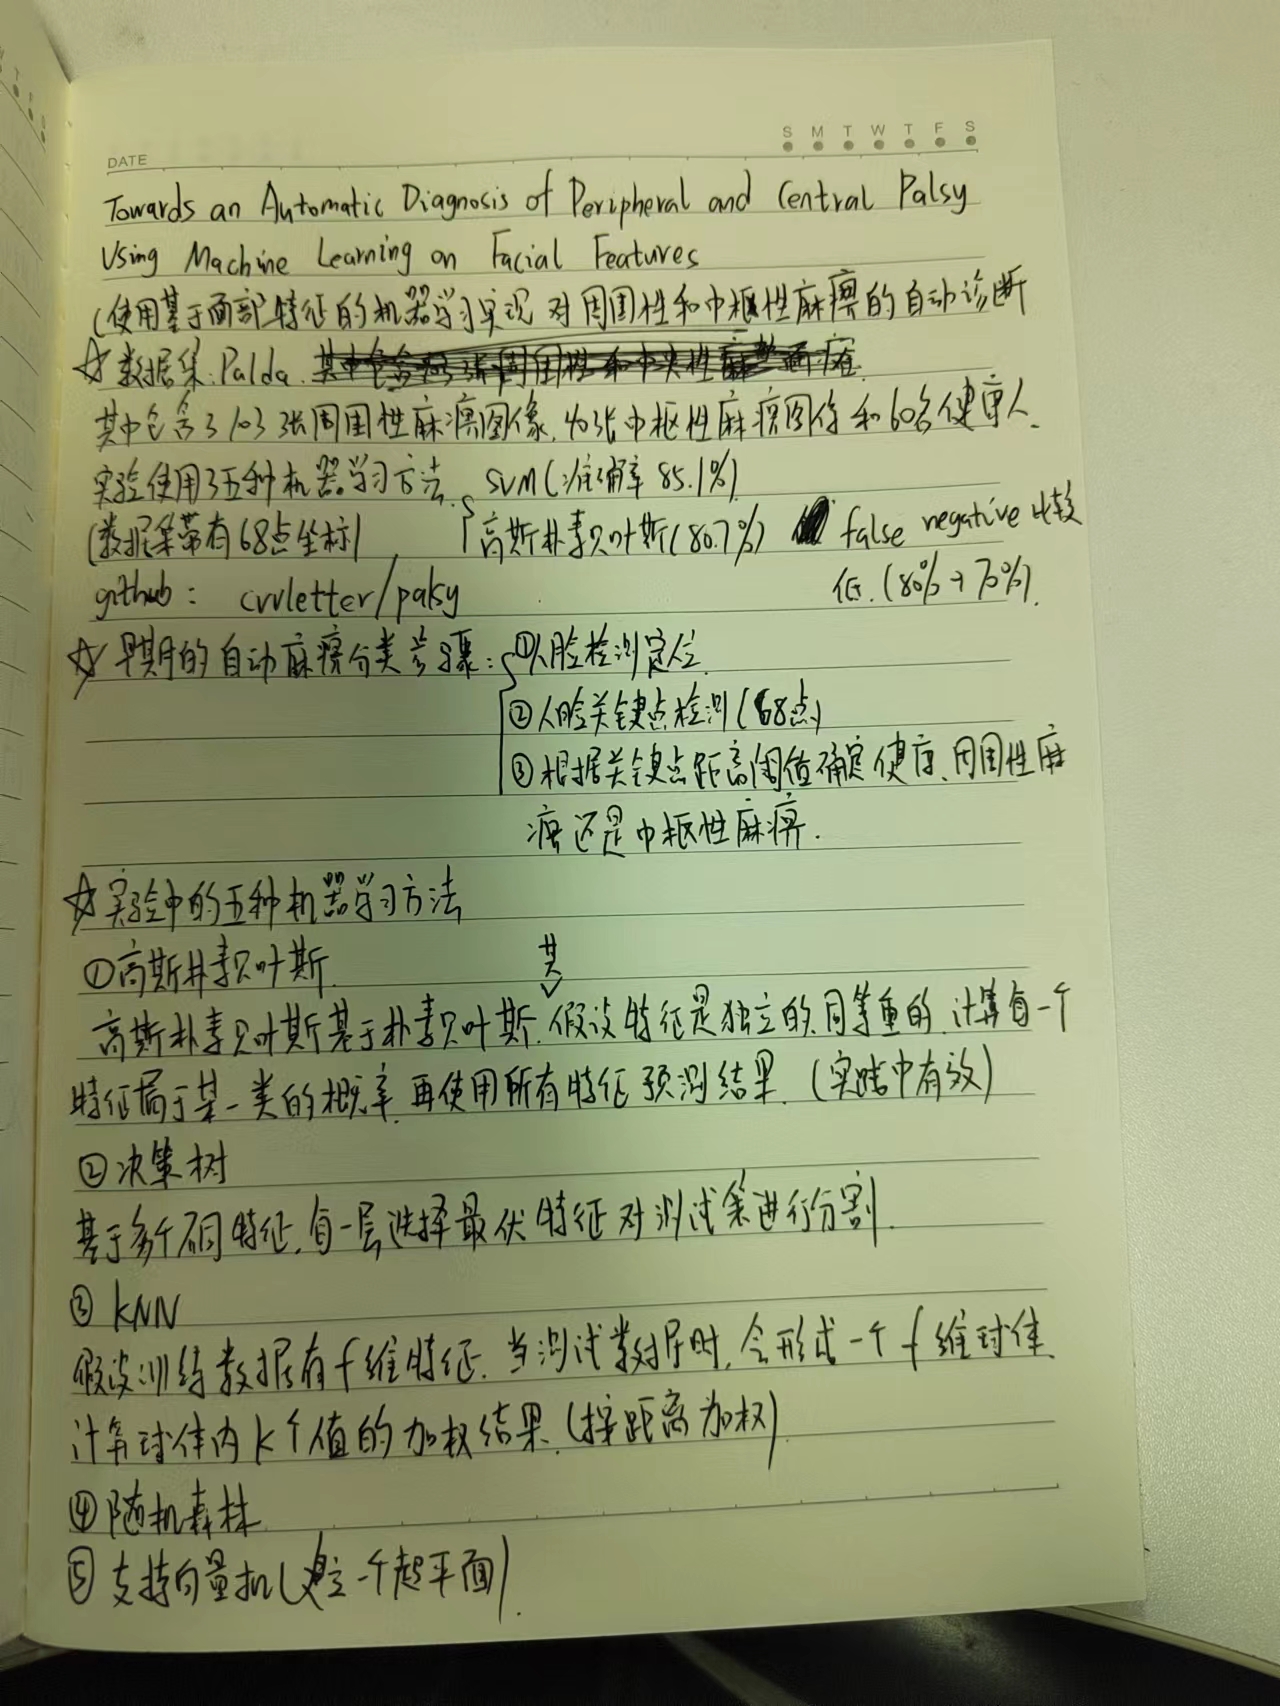 S M T W T F S
DATE
Towards an Automatic Diagnosis of Peripheral and Central Palsy
Using Machine Learning on Facial Features
(使用基于面部特征的机器学习实现对周围性和中枢性麻痹的自动诊断
☆数据集.Palda.
其中包含了103张周围性麻痹图像,40张中枢性麻痹图像和60名健康人.
实验使用了五种机器学习方法. SVM(准确率85.1%)
(数据集带有68点坐标) 高斯朴素贝叶斯(80.7%) false negative比较
github: cvvletter/palsy 低.(80%→70%).
☆早期的自动麻痹分类步骤:①人脸检测定位
②人脸关键点检测(68点)
③根据关键点距离阈值确定健康、周围性麻
痹还是中枢性麻痹.
☆实验中的五种机器学习方法
①高斯朴素贝叶斯
其
高斯朴素贝叶斯基于朴素贝叶斯.假设特征是独立的,同等重的,计算每一个
特征属于某一类的概率,再使用所有特征预测结果.(实践中有效)
②决策树
基于多个不同特征,每一层选择最优特征对测试集进行分割.
③KNN
假设训练数据有f维特征.当测试数据时,会形成一个f维球体
计算球体内k个值的加权结果.(按距离加权)
④随机森林
⑤支持向量机(建立一个超平面).